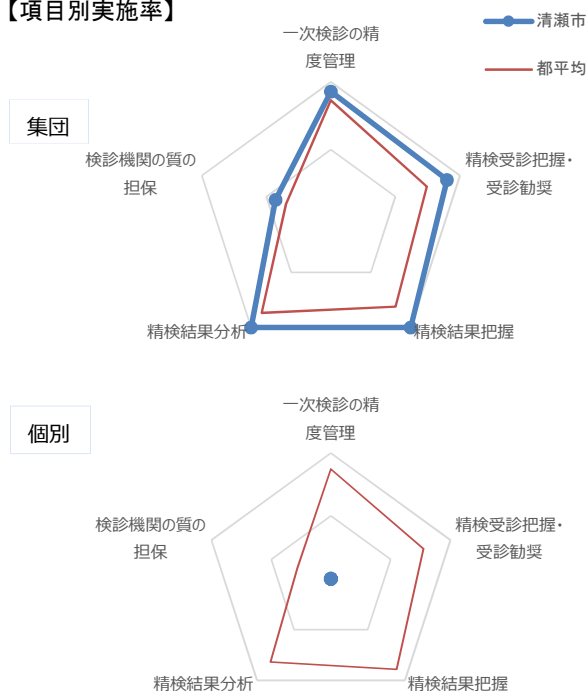 【項目別実施率】
清瀬市
都平均
集団
一次検診の精
度管理
精検受診把握・
受診勧奨
精検結果把握
精検結果分析
検診機関の質の
担保
個別
一次検診の精
度管理
精検受診把握・
受診勧奨
精検結果把握
精検結果分析
検診機関の質の
担保